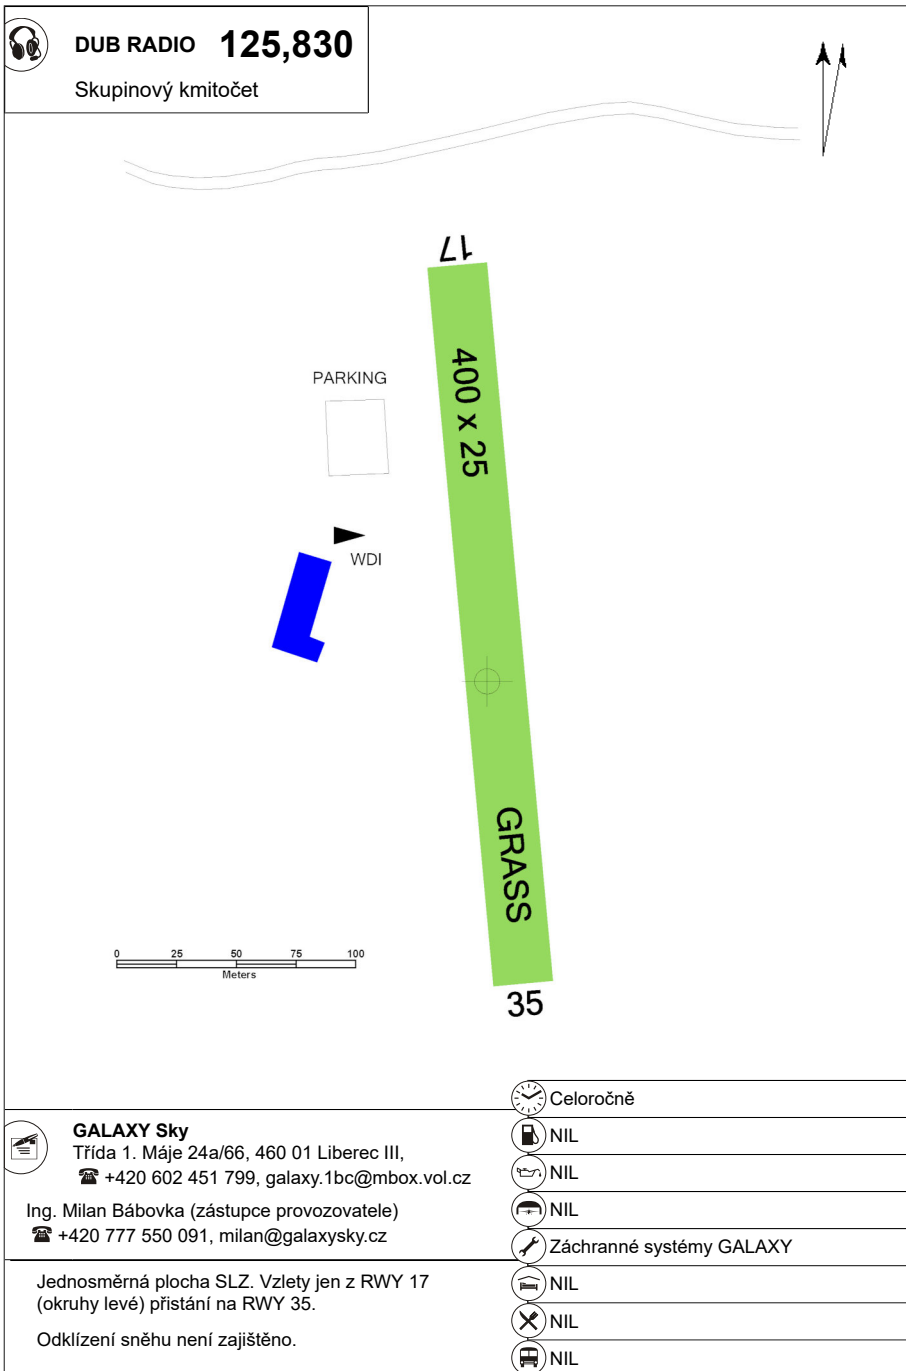 DUB RADIO 125,830
Skupinový kmitočet
17
400 x 25
PARKING
WDI
GRASS
0 25 50 75 100
Meters
35
GALAXY Sky
Třída 1. Máje 24a/66, 460 01 Liberec III,
☎ +420 602 451 799, galaxy.1bc@mbox.vol.cz
Ing. Milan Bábovka (zástupce provozovatele)
☎ +420 777 550 091, milan@galaxysky.cz
Jednosměrná plocha SLZ. Vzlety jen z RWY 17
(okruhy levé) přistání na RWY 35.
Odklízení sněhu není zajištěno.
Celoročně
NIL
NIL
NIL
Záchranné systémy GALAXY
NIL
NIL
NIL